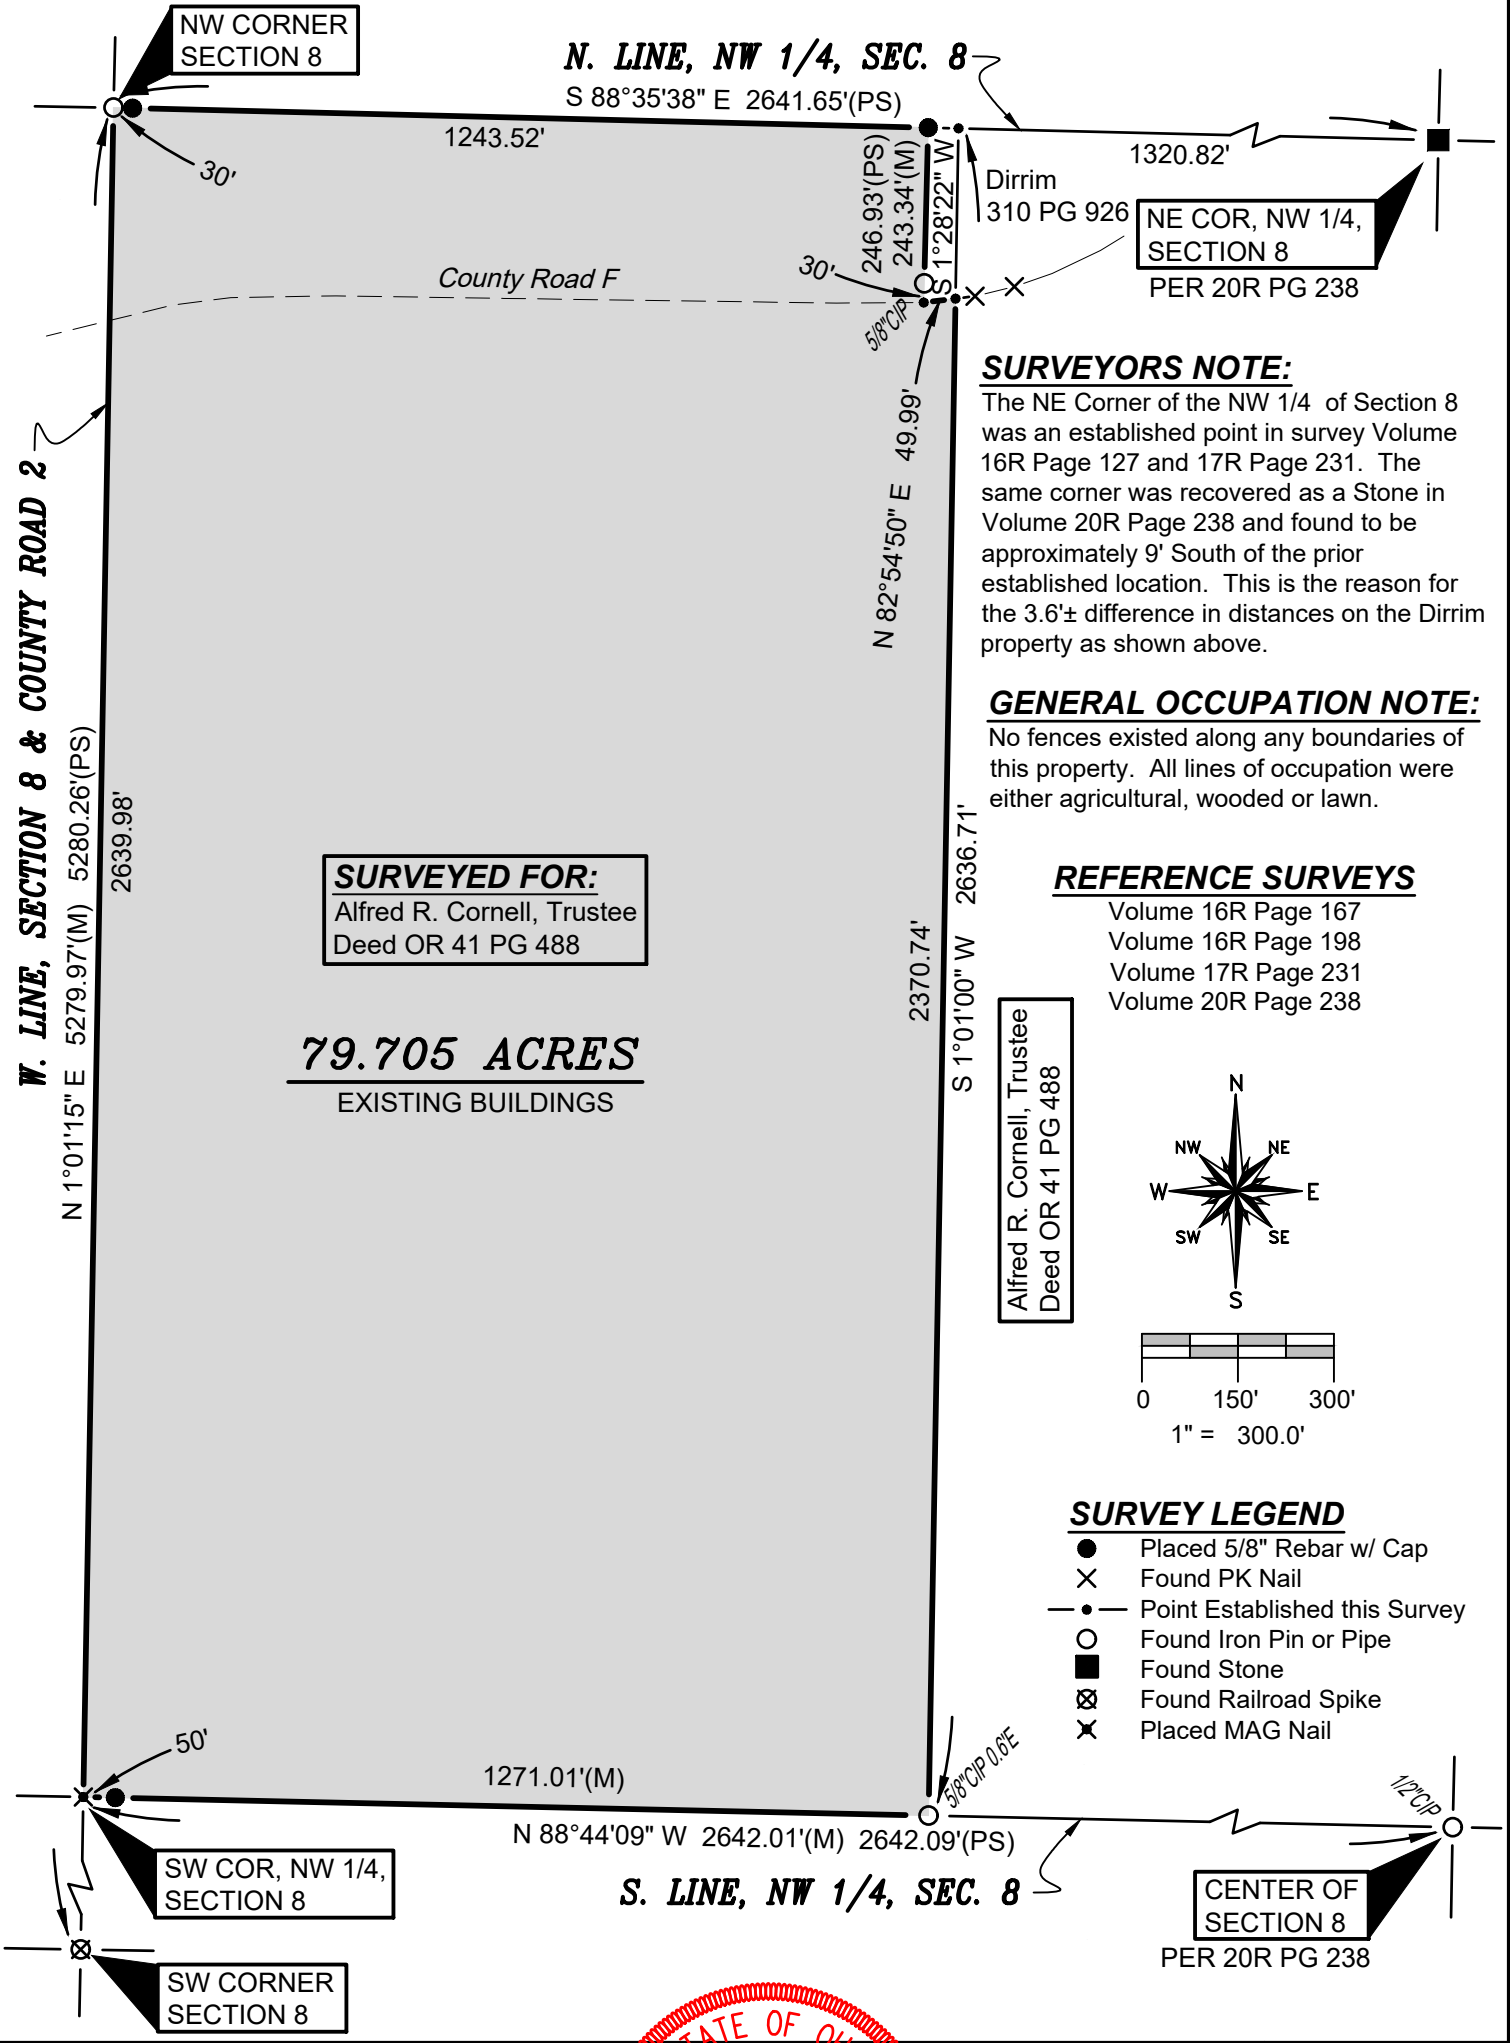 NW CORNER
SECTION 8
N. LINE, NW 1/4, SEC. 8
S 88°35'38" E 2641.65'(PS)
1243.52'
30'
1320.82'
246.93'(PS)
243.34'(M)
S 1°28'22" W
Dirrim
310 PG 926
NE COR, NW 1/4,
SECTION 8
PER 20R PG 238
County Road F
30'
5/8"CIP
N 82°54'50" E 49.99'
SURVEYORS NOTE:
The NE Corner of the NW 1/4 of Section 8
was an established point in survey Volume
16R Page 127 and 17R Page 231. The
same corner was recovered as a Stone in
Volume 20R Page 238 and found to be
approximately 9' South of the prior
established location. This is the reason for
the 3.6'± difference in distances on the Dirrim
property as shown above.
GENERAL OCCUPATION NOTE:
No fences existed along any boundaries of
this property. All lines of occupation were
either agricultural, wooded or lawn.
W. LINE, SECTION 8 & COUNTY ROAD 2
N 1°01'15" E 5279.97'(M) 5280.26'(PS)
2639.98'
SURVEYED FOR:
Alfred R. Cornell, Trustee
Deed OR 41 PG 488
79.705 ACRES
EXISTING BUILDINGS
2370.74'
S 1°01'00" W 2636.71'
REFERENCE SURVEYS
Volume 16R Page 167
Volume 16R Page 198
Volume 17R Page 231
Volume 20R Page 238
Alfred R. Cornell, Trustee
Deed OR 41 PG 488
N
NW NE
W E
SW SE
S
0 150' 300'
1" = 300.0'
SURVEY LEGEND
Placed 5/8" Rebar w/ Cap
Found PK Nail
Point Established this Survey
Found Iron Pin or Pipe
Found Stone
Found Railroad Spike
Placed MAG Nail
50'
1271.01'(M)
5/8"CIP 0.6'E
1/2"CIP
N 88°44'09" W 2642.01'(M) 2642.09'(PS)
S. LINE, NW 1/4, SEC. 8
SW COR, NW 1/4,
SECTION 8
CENTER OF
SECTION 8
PER 20R PG 238
SW CORNER
SECTION 8
OF